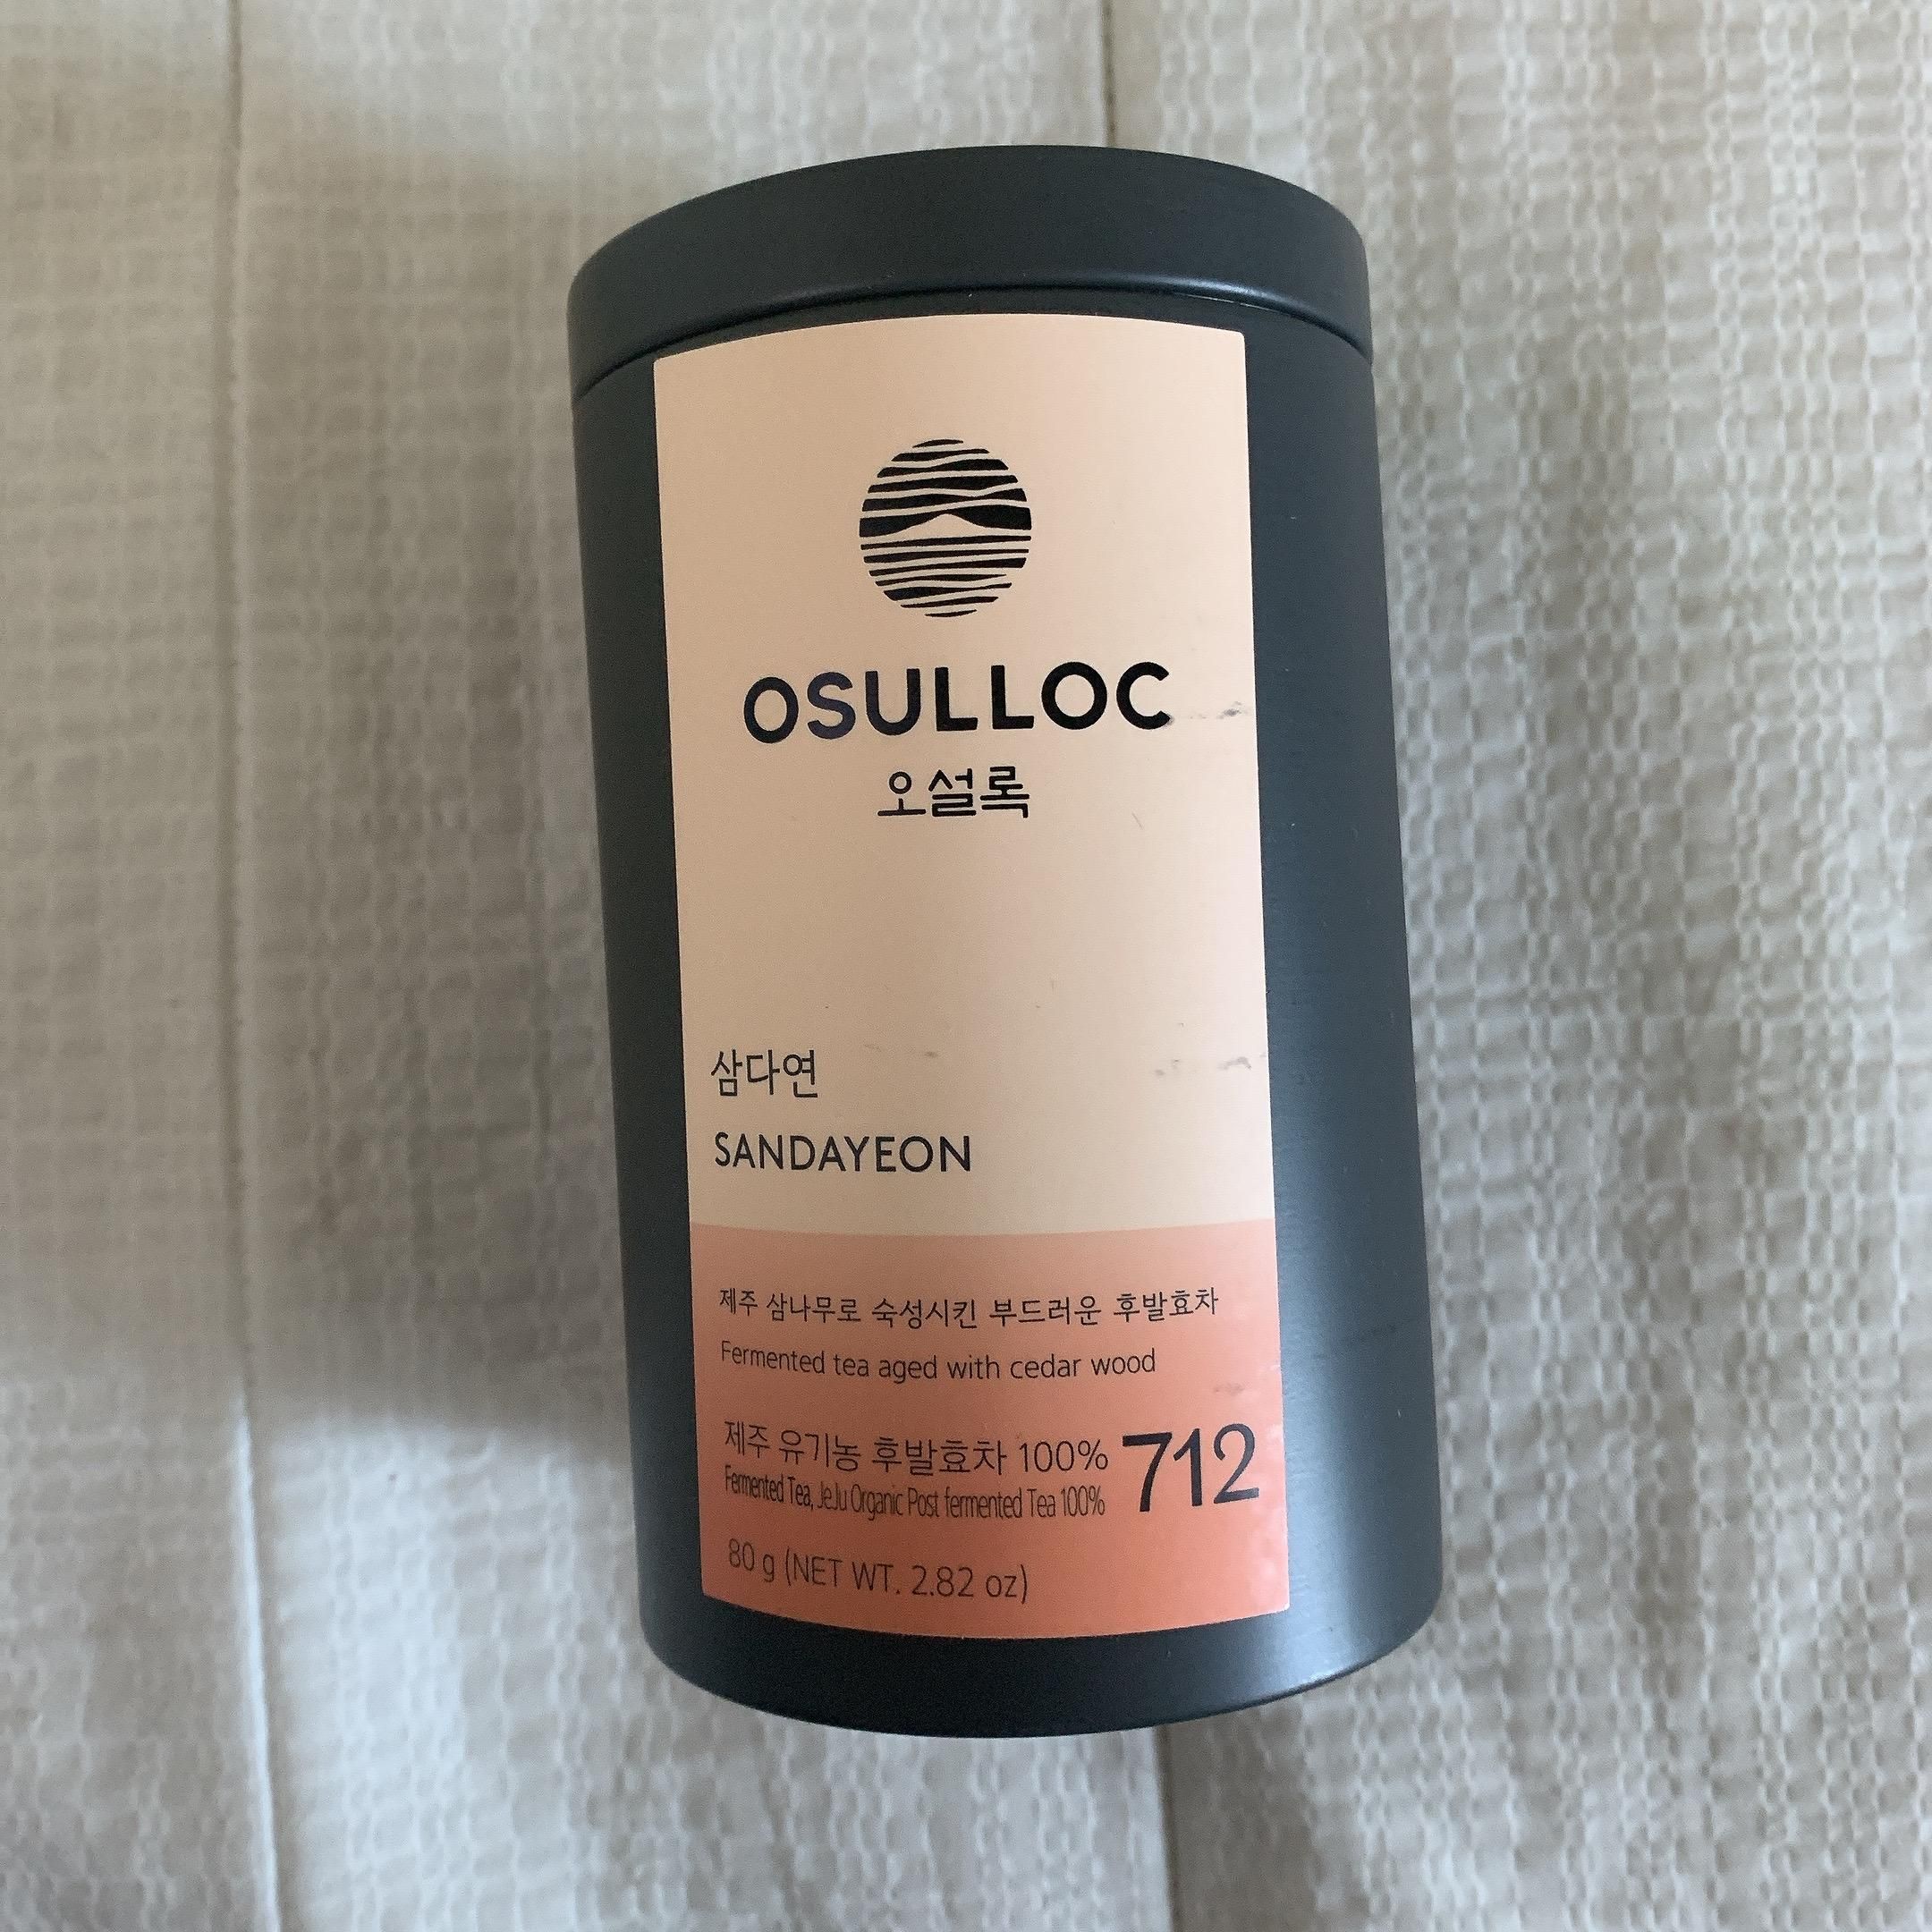 OSULLOC
오설록
삼다연
SANDAYEON
제주 삼나무로 숙성시킨 부드러운 후발효차
Fermented tea aged with cedar wood
제주 유기농 후발효차 100%
Fermented Tea, JeJu Organic Post fermented Tea 100%
712
80 g (NET WT. 2.82 oz)